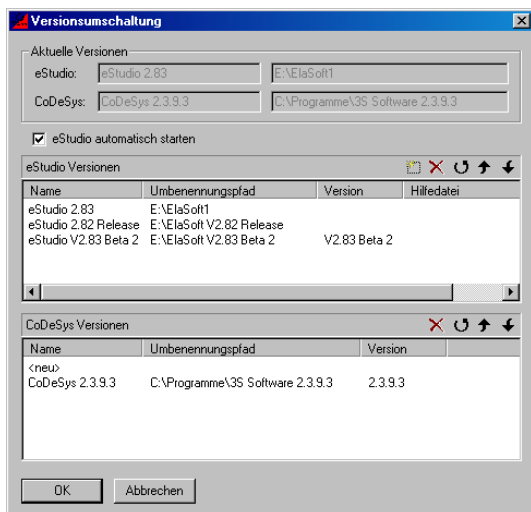 Versionsumschaltung
Aktuelle Versionen
eStudio: eStudio 2.83 E:\ElaSoft1
CoDeSys: CoDeSys 2.3.9.3 C:\Programme\3S Software 2.3.9.3
eStudio automatisch starten
eStudio Versionen
Name Umbenennungspfad Version Hilfedatei
eStudio 2.83 E:\ElaSoft1
eStudio 2.82 Release E:\ElaSoft V2.82 Release
eStudio V2.83 Beta 2 E:\ElaSoft V2.83 Beta 2 V2.83 Beta 2
CoDeSys Versionen
Name Umbenennungspfad Version
<neu>
CoDeSys 2.3.9.3 C:\Programme\3S Software 2.3.9.3 2.3.9.3
OK Abbrechen